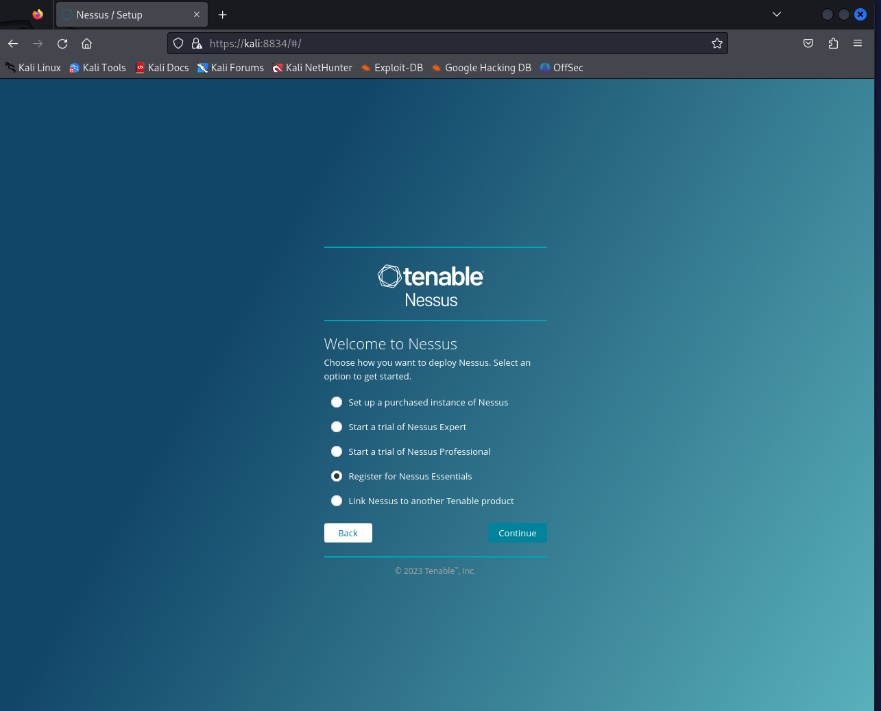 Nessus / Setup
https://kali:8834/#/
Kali Linux Kali Tools Kali Docs Kali Forums Kali NetHunter Exploit-DB Google Hacking DB OffSec
tenable
Nessus
Welcome to Nessus
Choose how you want to deploy Nessus. Select an
option to get started.
Set up a purchased instance of Nessus
Start a trial of Nessus Expert
Start a trial of Nessus Professional
Register for Nessus Essentials
Link Nessus to another Tenable product
Back Continue
© 2023 Tenable™, Inc.